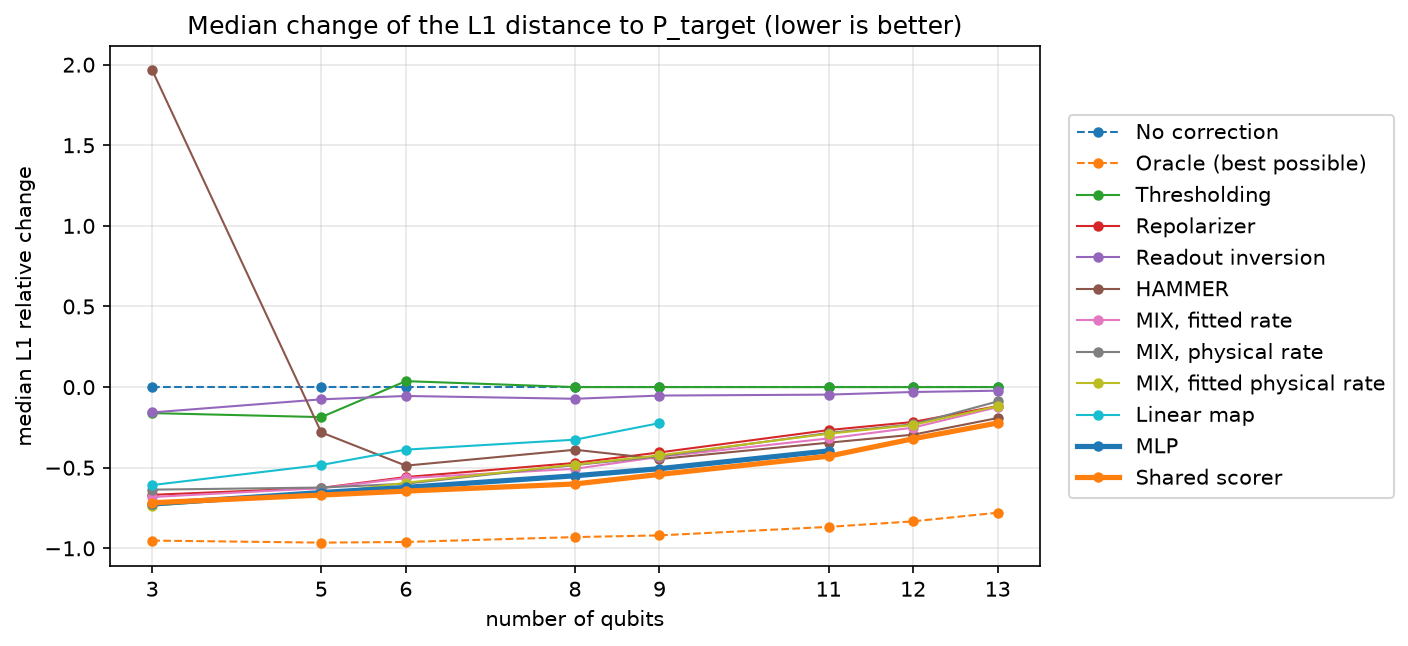 Median change of the L1 distance to P_target (lower is better)
2.0
1.5
1.0
0.5
0.0
−0.5
−1.0
median L1 relative change
3
5
6
8
9
11
12
13
number of qubits
No correction
Oracle (best possible)
Thresholding
Repolarizer
Readout inversion
HAMMER
MIX, fitted rate
MIX, physical rate
MIX, fitted physical rate
Linear map
MLP
Shared scorer